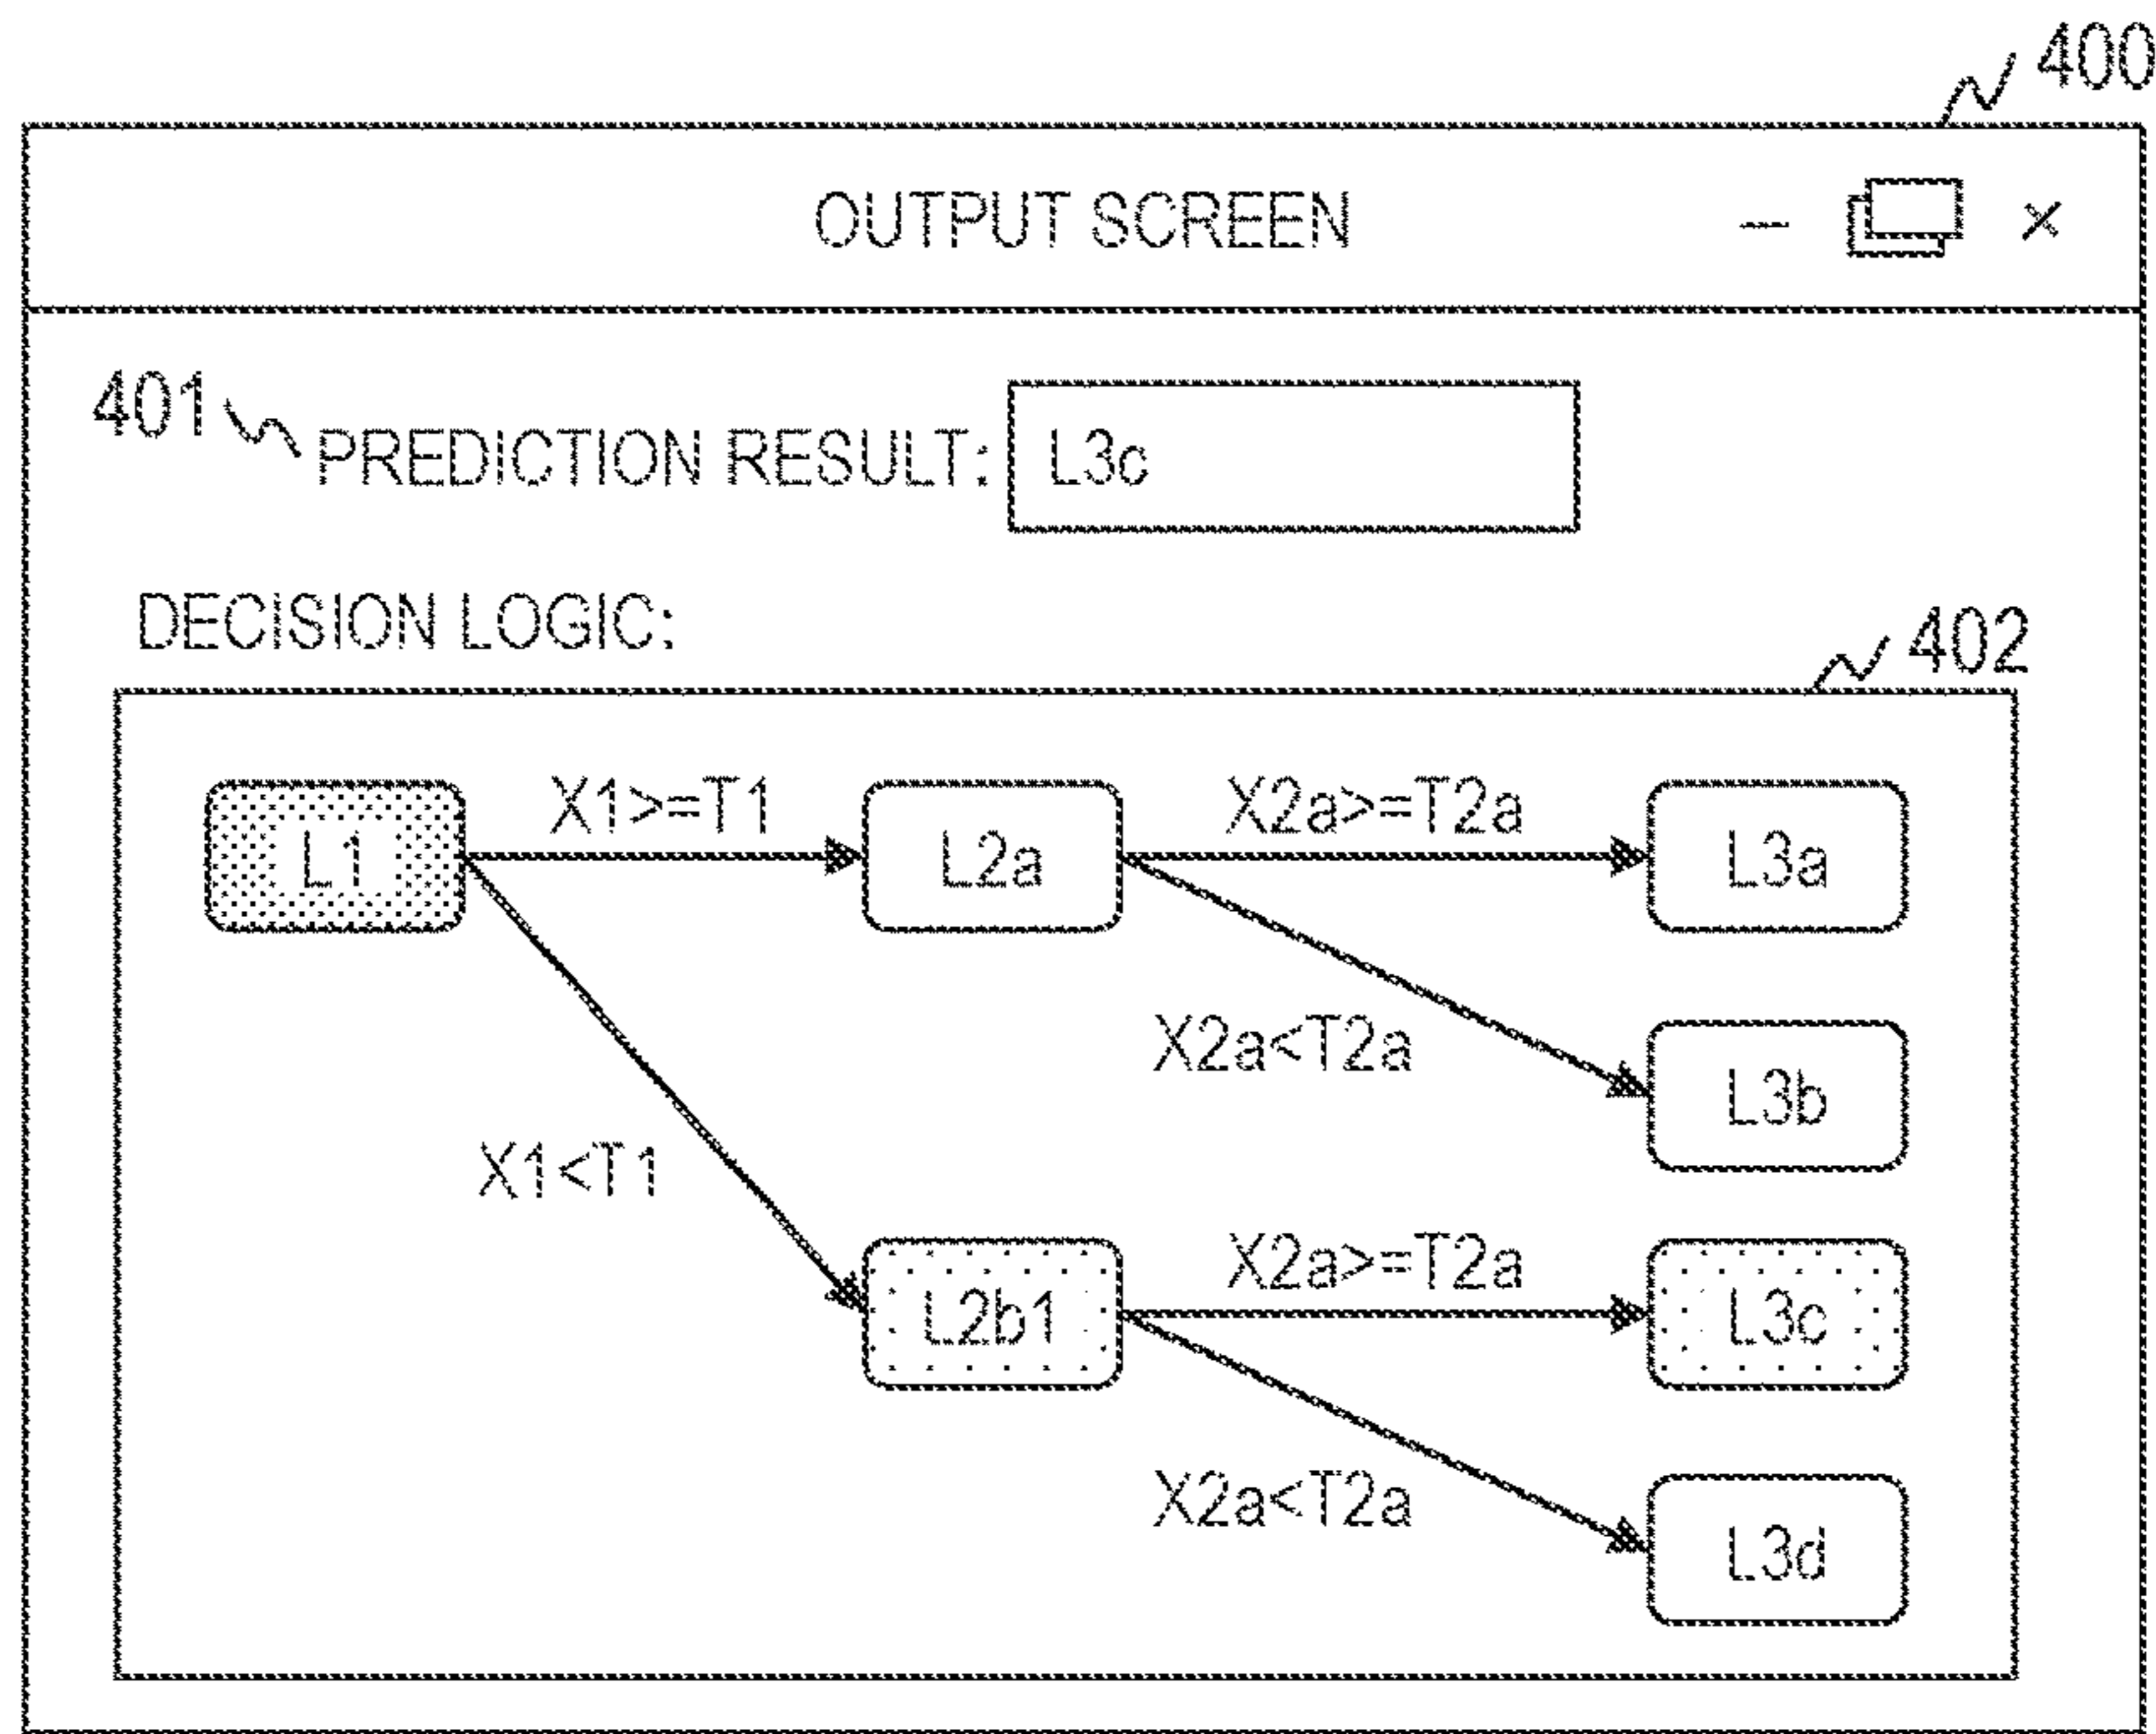 400
OUTPUT SCREEN
401
PREDICTION RESULT: L3c
DECISION LOGIC:
402
L1
X1>=T1
L2a
X2a>=T2a
L3a
X2a<T2a
L3b
X1<T1
L2b1
X2a>=T2a
L3c
X2a<T2a
L3d